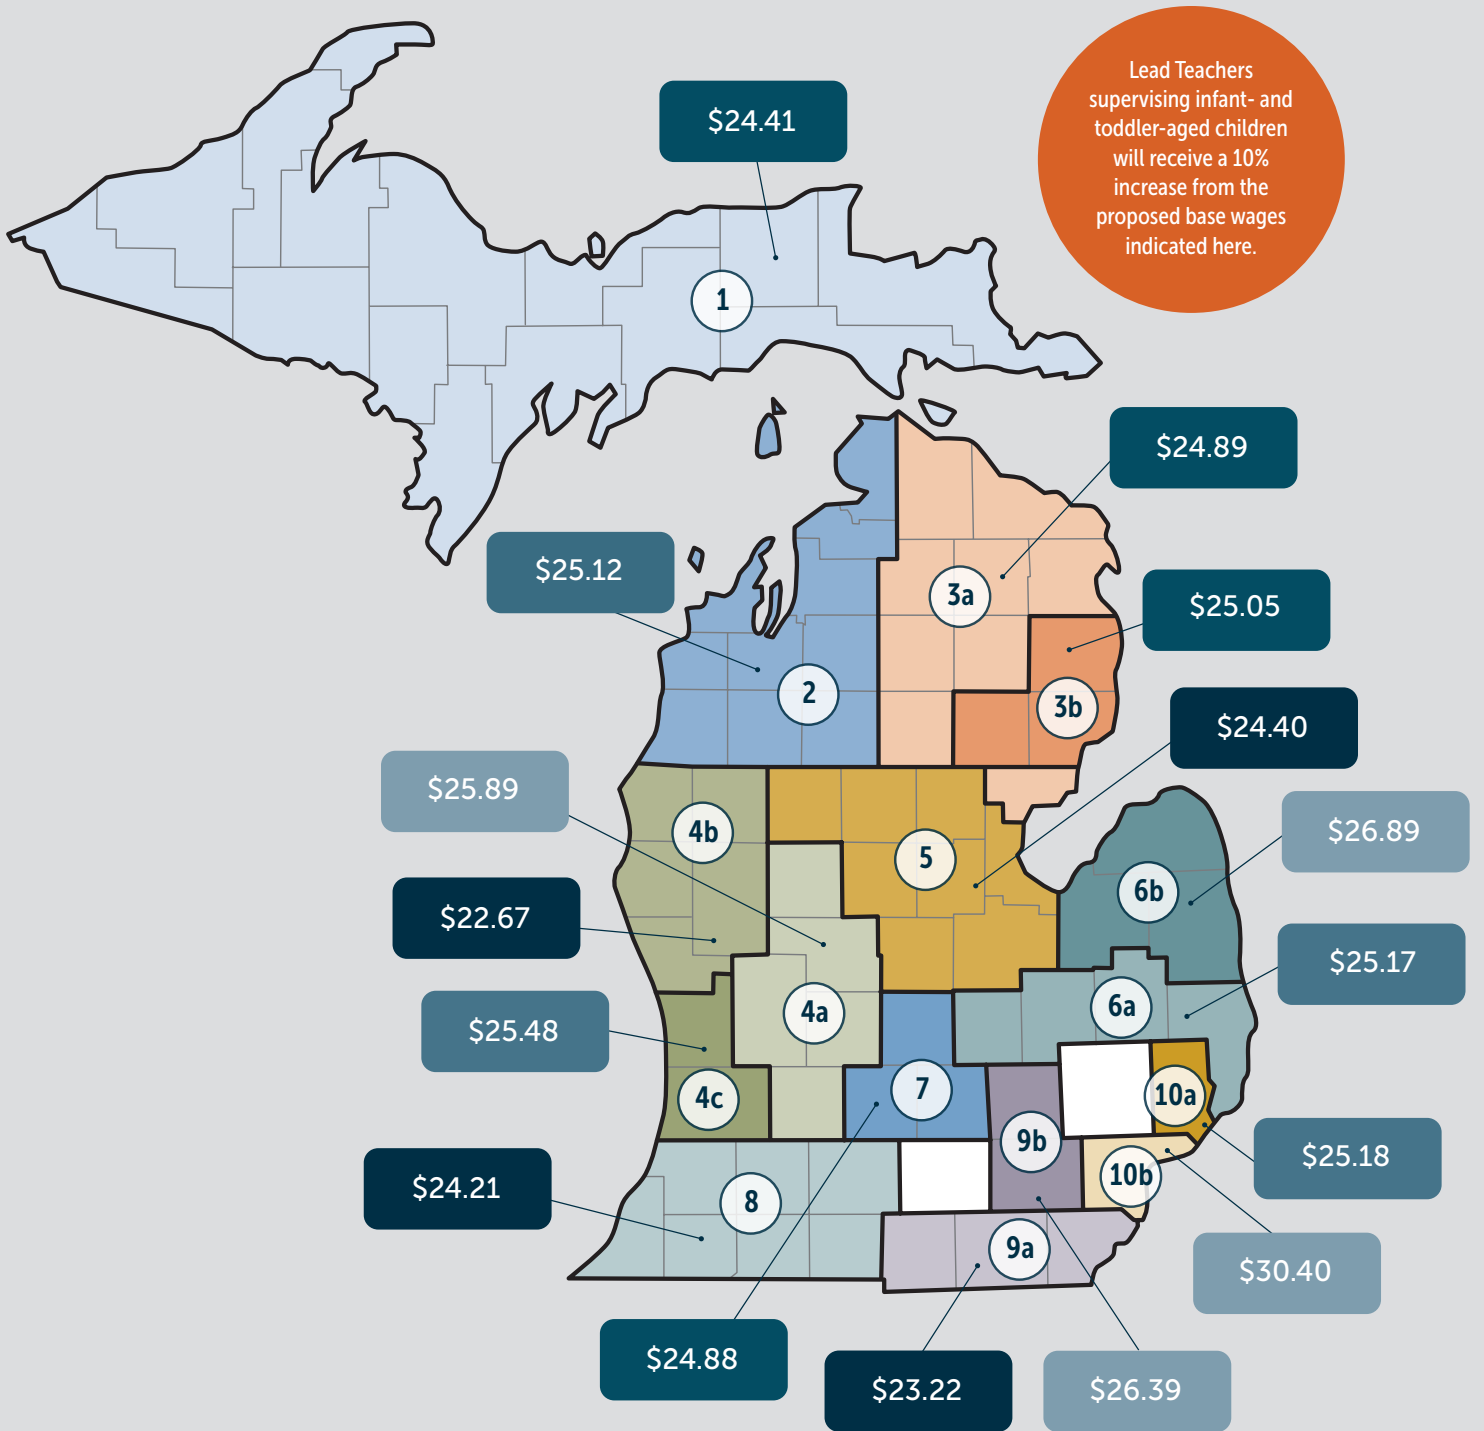 Lead Teachers
supervising infant- and
toddler-aged children
will receive a 10%
increase from the
proposed base wages
indicated here.
$24.41
1
$24.89
$25.12
3a
$25.05
2
3b
$24.40
$25.89
4b
5
$26.89
6b
$22.67
$25.17
4a
6a
$25.48
4c
7
10a
9b
$25.18
10b
$24.21
8
9a
$30.40
$24.88
$23.22
$26.39